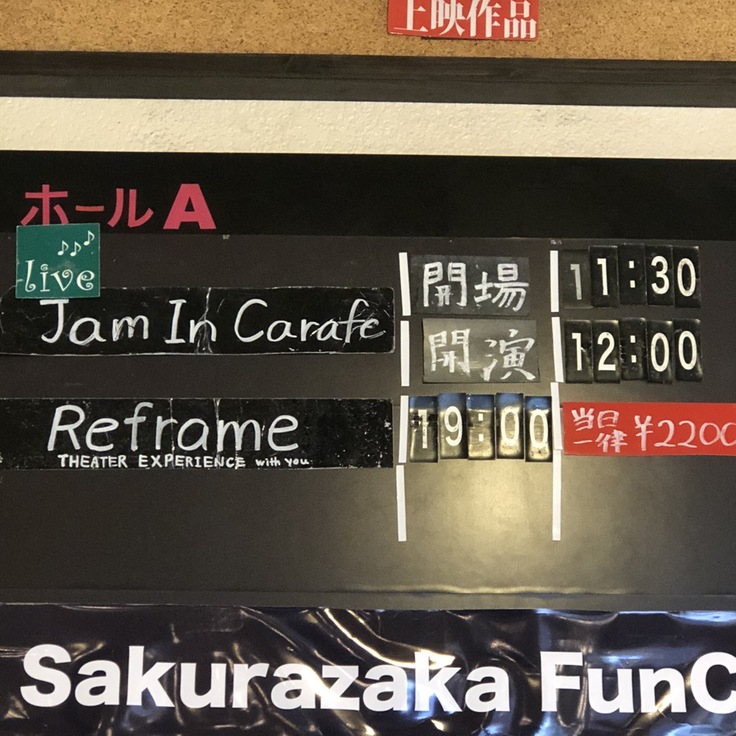 上映作品
ホールA
Live
Jam In Carafe
開場 11:30
開演 12:00
Reframe 19:00 当日一律 ¥2200
THEATER EXPERIENCE with you
Sakurazaka FunC